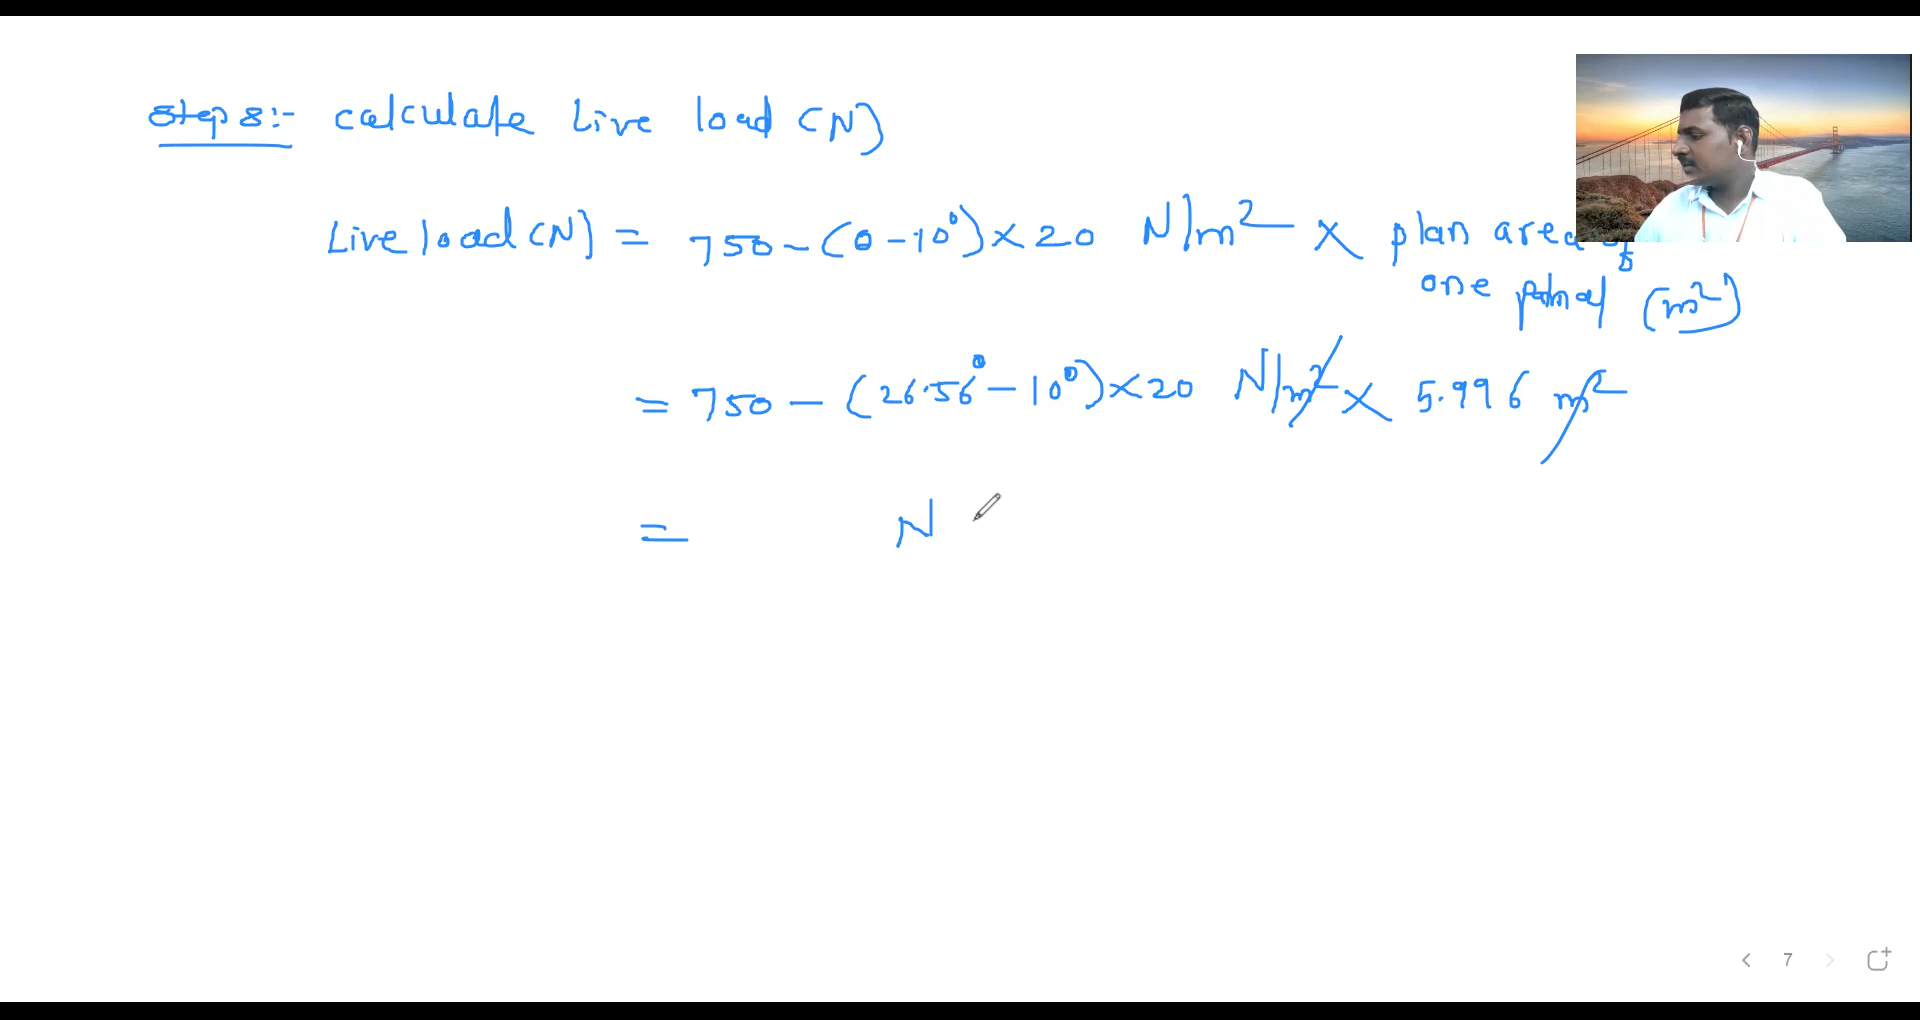 Step 8:- calculate Live load (N)
Live load (N) = 750 - (θ - 10°) × 20 N/m² × plan area of
one panel (m²)
= 750 - (26.56° - 10°) × 20 N/m² × 5.996 m²
= N
7